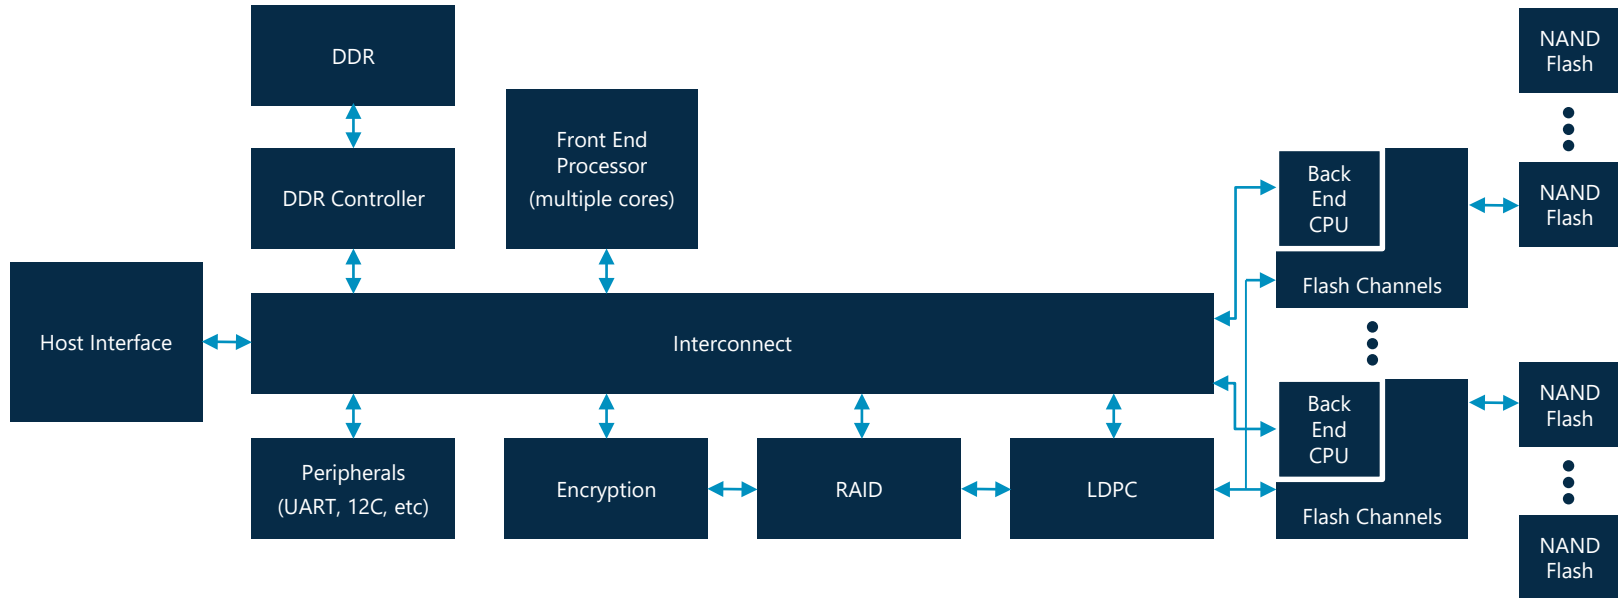 DDR
DDR Controller
Front End
Processor
(multiple cores)
Host Interface
Interconnect
Peripherals
(UART, 12C, etc)
Encryption
RAID
LDPC
Back
End
CPU
Flash Channels
Back
End
CPU
Flash Channels
NAND
Flash
NAND
Flash
NAND
Flash
NAND
Flash